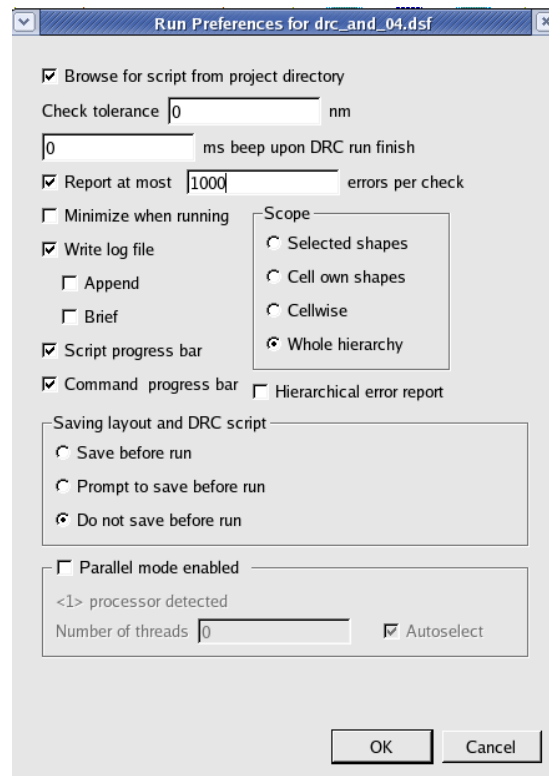 Run Preferences for drc_and_04.dsf
Browse for script from project directory
Check tolerance 0 nm
0 ms beep upon DRC run finish
Report at most 1000 errors per check
Minimize when running
Write log file
Append
Brief
Script progress bar
Command progress bar
Scope
Selected shapes
Cell own shapes
Cellwise
Whole hierarchy
Hierarchical error report
Saving layout and DRC script
Save before run
Prompt to save before run
Do not save before run
Parallel mode enabled
<1> processor detected
Number of threads 0 Autoselect
OK Cancel